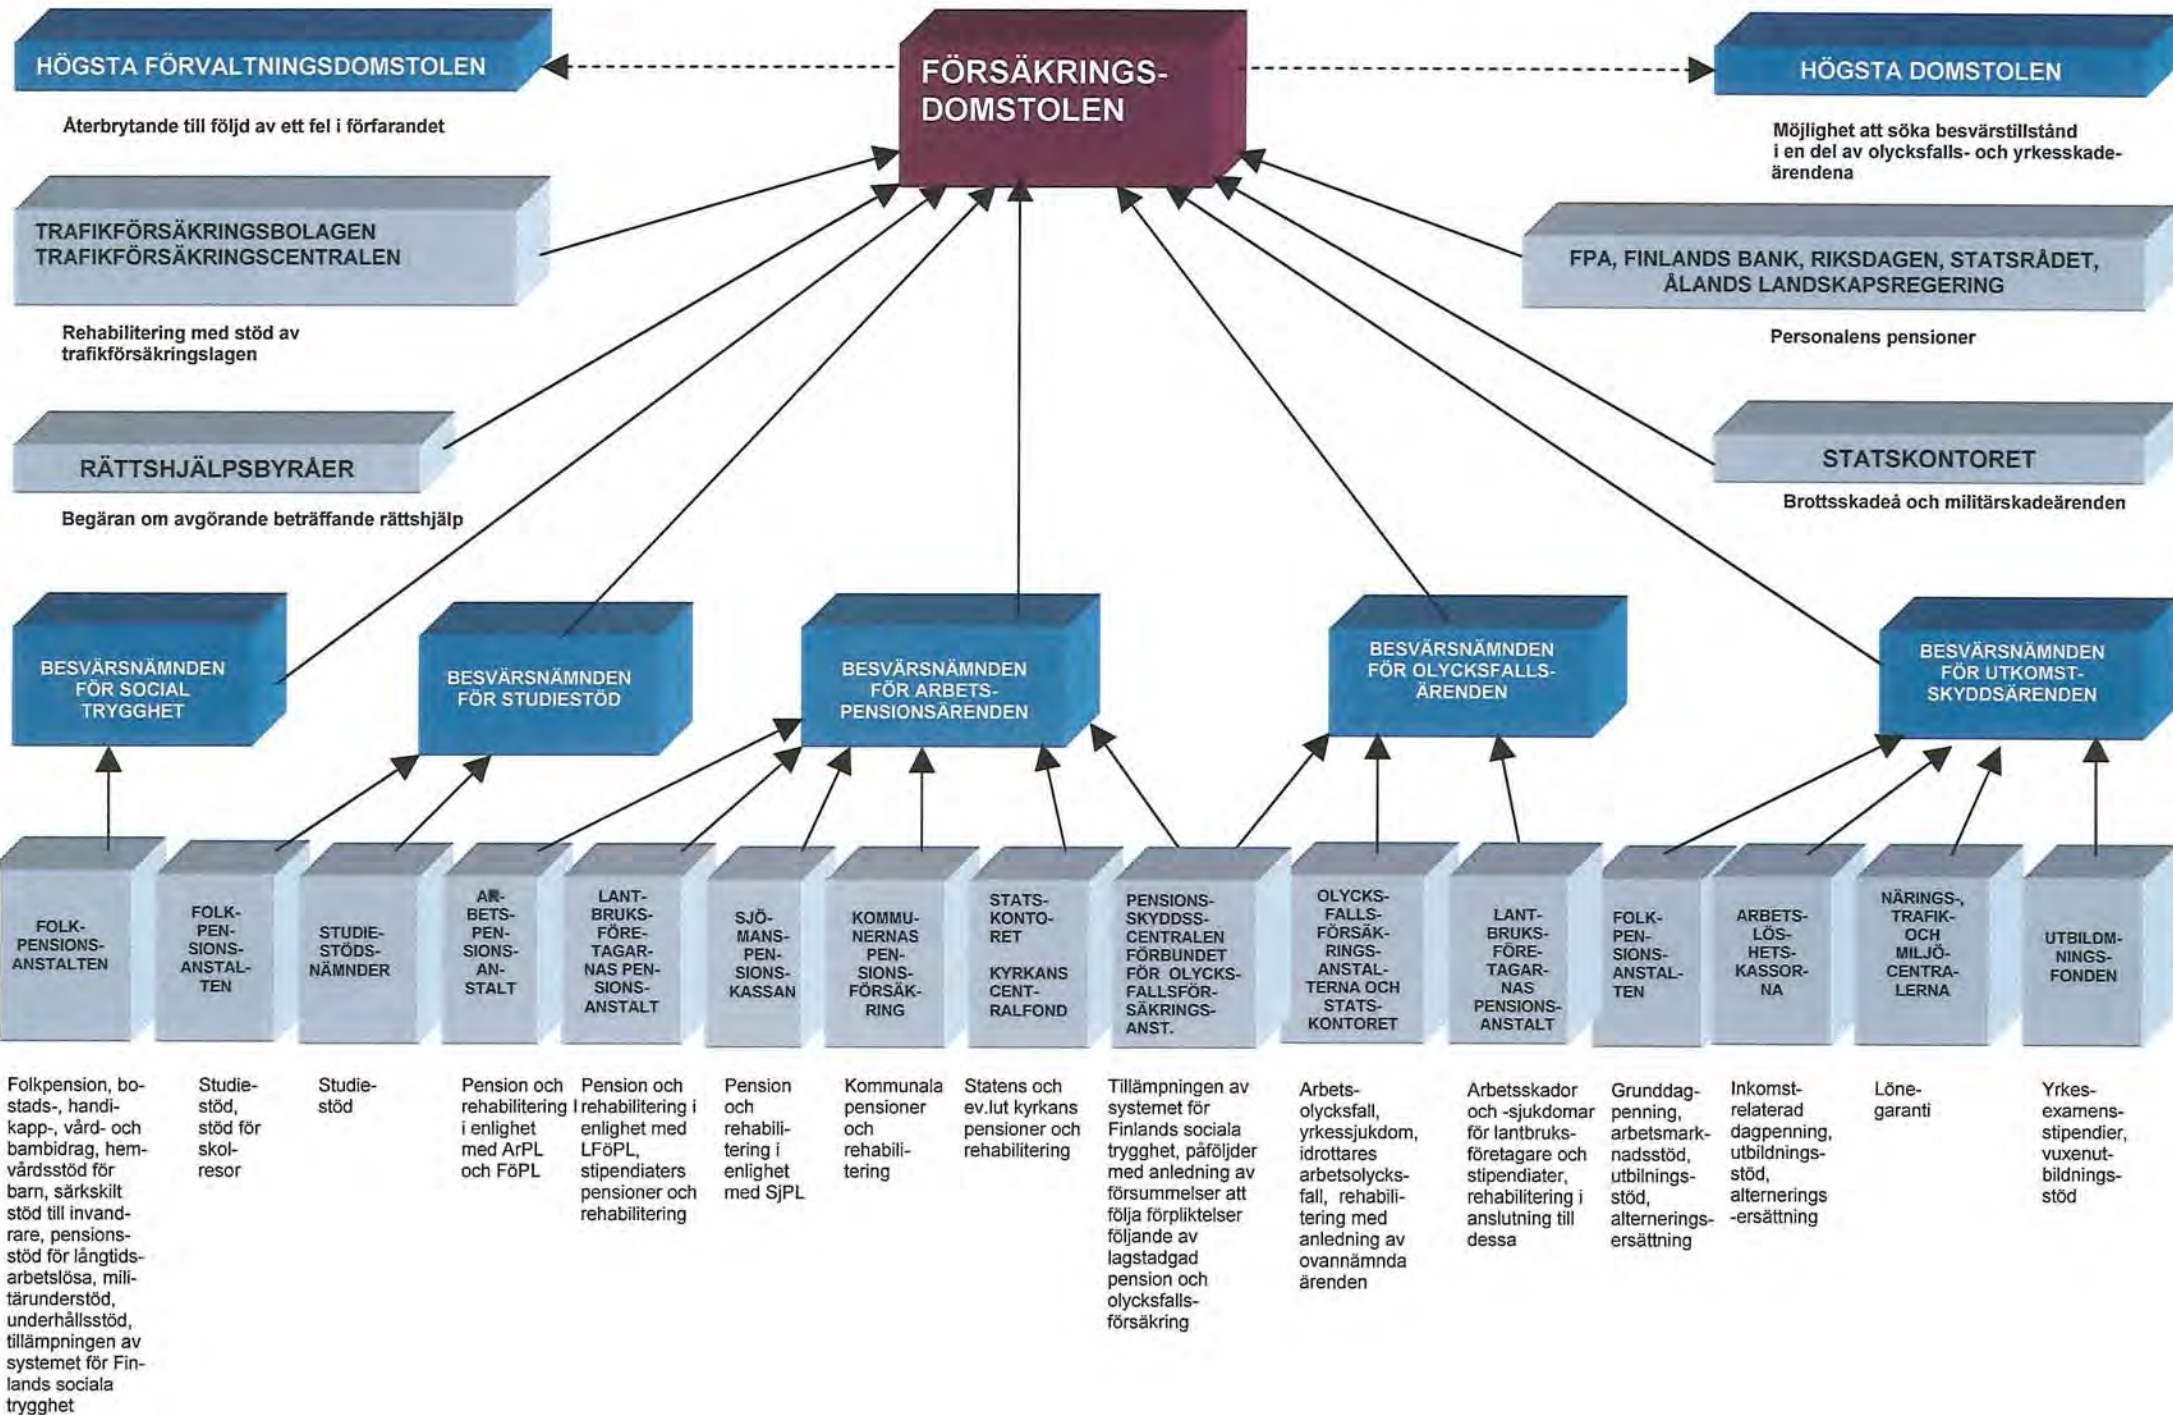 HÖGSTA FÖRVALTNINGSDOMSTOLEN
Återbrytande till följd av ett fel i förfarandet
FÖRSÄKRINGS-
DOMSTOLEN
HÖGSTA DOMSTOLEN
Möjlighet att söka besvärstillstånd
i en del av olycksfalls- och yrkesskade-
ärendena
TRAFIKFÖRSÄKRINGSBOLAGEN
TRAFIKFÖRSÄKRINGSCENTRALEN
Rehabilitering med stöd av
trafikförsäkringslagen
FPA, FINLANDS BANK, RIKSDAGEN, STATSRÅDET,
ÅLANDS LANDSKAPSREGERING
Personalens pensioner
RÄTTSHJÄLPSBYRÅER
Begäran om avgörande beträffande rättshjälp
STATSKONTORET
Brottsskadeå och militärskadeärenden
BESVÄRSNÄMNDEN
FÖR SOCIAL
TRYGGHET
BESVÄRSNÄMNDEN
FÖR STUDIESTÖD
BESVÄRSNÄMNDEN
FÖR ARBETS-
PENSIONSÄRENDEN
BESVÄRSNÄMNDEN
FÖR OLYCKSFALLS-
ÄRENDEN
BESVÄRSNÄMNDEN
FÖR UTKOMST-
SKYDDSÄRENDEN
FOLK-
PENSIONS-
ANSTALTEN
FOLK-
PEN-
SIONS-
ANSTAL-
TEN
STUDIE-
STÖDS-
NÄMNDER
AR-
BETS-
PEN-
SIONS-
AN-
STALT
LANT-
BRUKS-
FÖRE-
TAGAR-
NAS PEN-
SIONS-
ANSTALT
SJÖ-
MANS-
PEN-
SIONS-
KASSAN
KOMMU-
NERNAS
PEN-
SIONS-
FÖRSÄK-
RING
STATS-
KONTO-
RET
KYRKANS
CENT-
RALFOND
PENSIONS-
SKYDDSS-
CENTRALEN
FÖRBUNDET
FÖR OLYCKS-
FALLSFÖR-
SÄKRINGS-
ANST.
OLYCKS-
FALLS-
FÖRSÄK-
RINGS-
ANSTAL-
TERNA OCH
STATS-
KONTORET
LANT-
BRUKS-
FÖRE-
TAGAR-
NAS
PENSIONS-
ANSTALT
FOLK-
PEN-
SIONS-
ANSTAL-
TEN
ARBETS-
LÖS-
HETS-
KASSOR-
NA
NÄRINGS-,
TRAFIK-
OCH
MILJÖ-
CENTRA-
LERNA
UTBILDM-
NINGS-
FONDEN
Folkpension, bo-
stads-, handi-
kapp-, vård- och
bambidrag, hem-
vårdsstöd för
barn, särkskilt
stöd till invand-
rare, pensions-
stöd för långtids-
arbetslösa, mili-
tärunderstöd,
underhållsstöd,
tillämpningen av
systemet för Fin-
lands sociala
trygghet
Studie-
stöd,
stöd för
skol-
resor
Studie-
stöd
Pension och
rehabilitering I
i enlighet
med ArPL
och FöPL
Pension och
rehabilitering i
enlighet med
LFöPL,
stipendiaters
pensioner och
rehabilitering
Pension
och
rehabili-
tering i
enlighet
med SjPL
Kommunala
pensioner
och
rehabili-
tering
Statens och
ev.lut kyrkans
pensioner och
rehabilitering
Tillämpningen av
systemet för
Finlands sociala
trygghet, påföljder
med anledning av
försummelser att
följa förpliktelser
följande av
lagstadgad
pension och
olycksfalls-
försäkring
Arbets-
olycksfall,
yrkessjukdom,
idrottares
arbetsolycks-
fall, rehabili-
tering med
anledning av
ovannämnda
ärenden
Arbetsskador
och -sjukdomar
för lantbruks-
företagare och
stipendiater,
rehabilitering i
anslutning till
dessa
Grunddag-
penning,
arbetsmark-
nadsstöd,
utbilnings-
stöd,
alternerings-
ersättning
Inkomst-
relaterad
dagpenning,
utbildnings-
stöd,
alternerings
-ersättning
Löne-
garanti
Yrkes-
examens-
stipendier,
vuxenut-
bildnings-
stöd